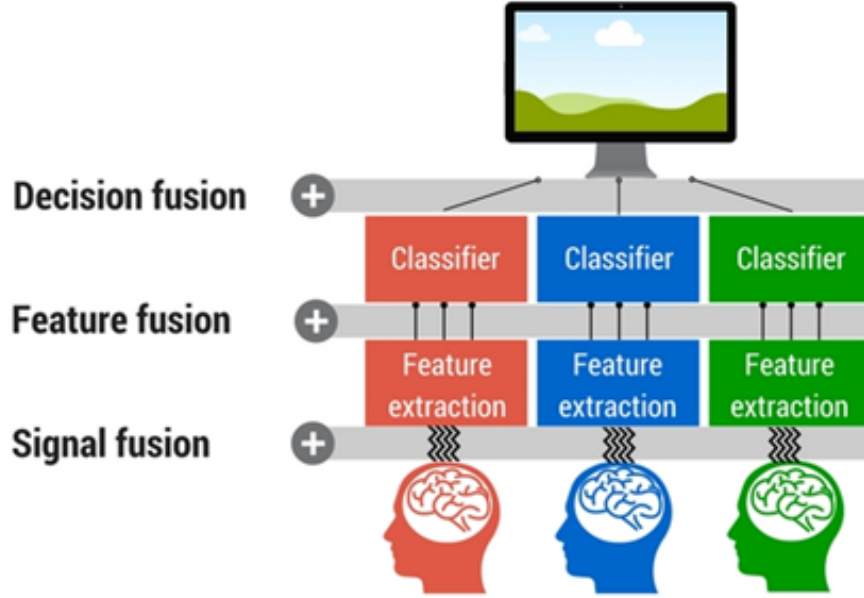 Decision fusion
+
Classifier Classifier Classifier
Feature fusion
+
Feature Feature Feature
extraction extraction extraction
Signal fusion
+